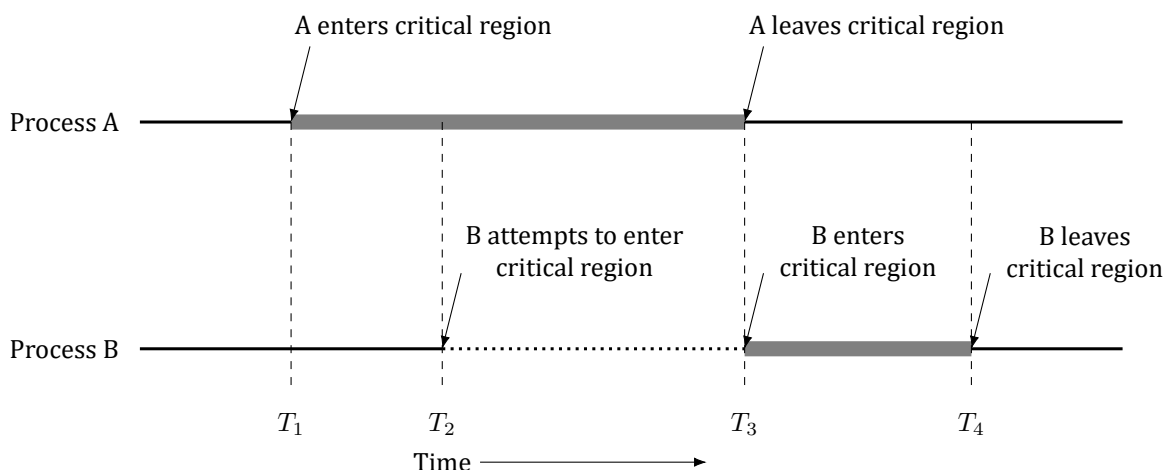 A enters critical region
A leaves critical region
Process A
B attempts to enter
critical region
B enters
critical region
B leaves
critical region
Process B
T1
T2
T3
T4
Time